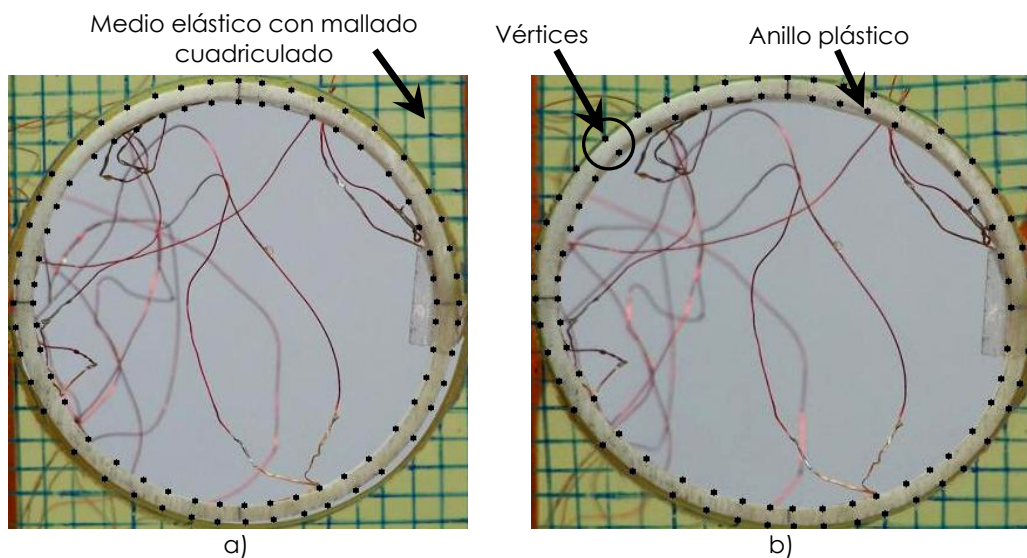 Medio elástico con mallado
cuadriculado
Vértices
Anillo plástico
a)
b)